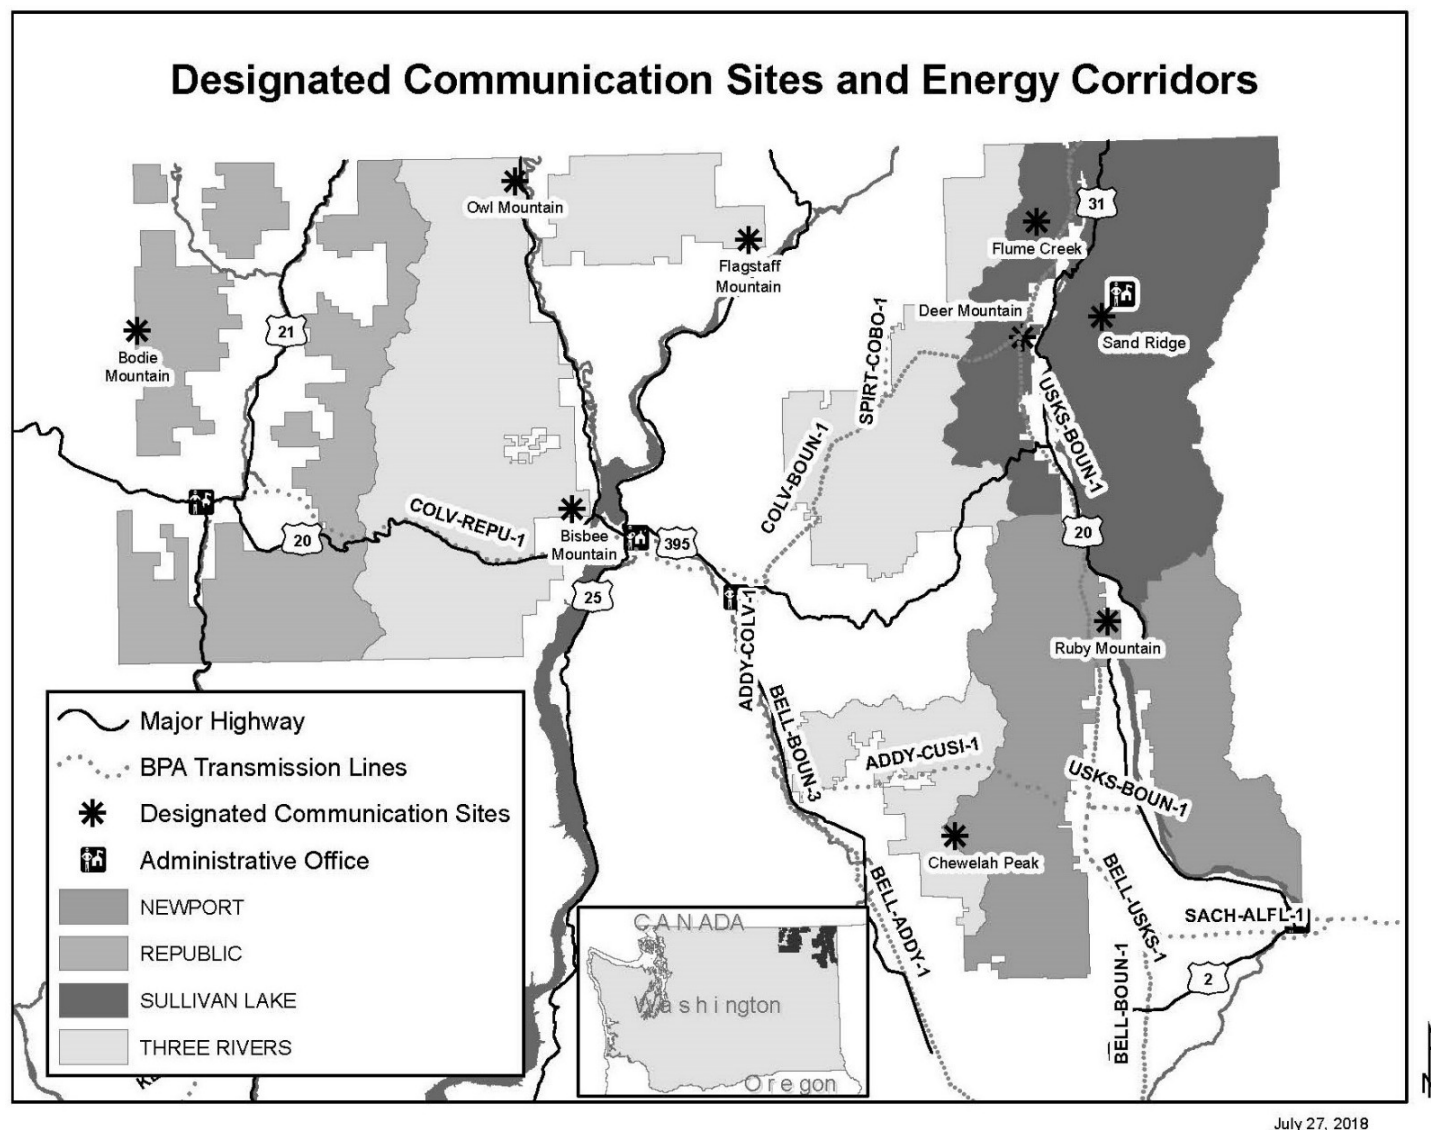 Designated Communication Sites and Energy Corridors
Owl Mountain
Flagstaff
Mountain
31
Flume Creek
Deer Mountain
Sand Ridge
Bodie
Mountain
21
SPIRT-COBO-1
USKS-BOUN-1
COLV-BOUN-1
COLV-REPU-1
20
Bisbee
Mountain
395
20
25
ADDY-COLV-1
Ruby Mountain
BELL-BOUN-3
ADDY-CUSI-1
USKS-BOUN-1
Chewelah Peak
BELL-ADDY-1
BELL-USKS-1
SACH-ALFL-1
BELL-BOUN-1
2
Major Highway
BPA Transmission Lines
Designated Communication Sites
Administrative Office
NEWPORT
REPUBLIC
SULLIVAN LAKE
THREE RIVERS
CANADA
Washington
Oregon
July 27, 2018